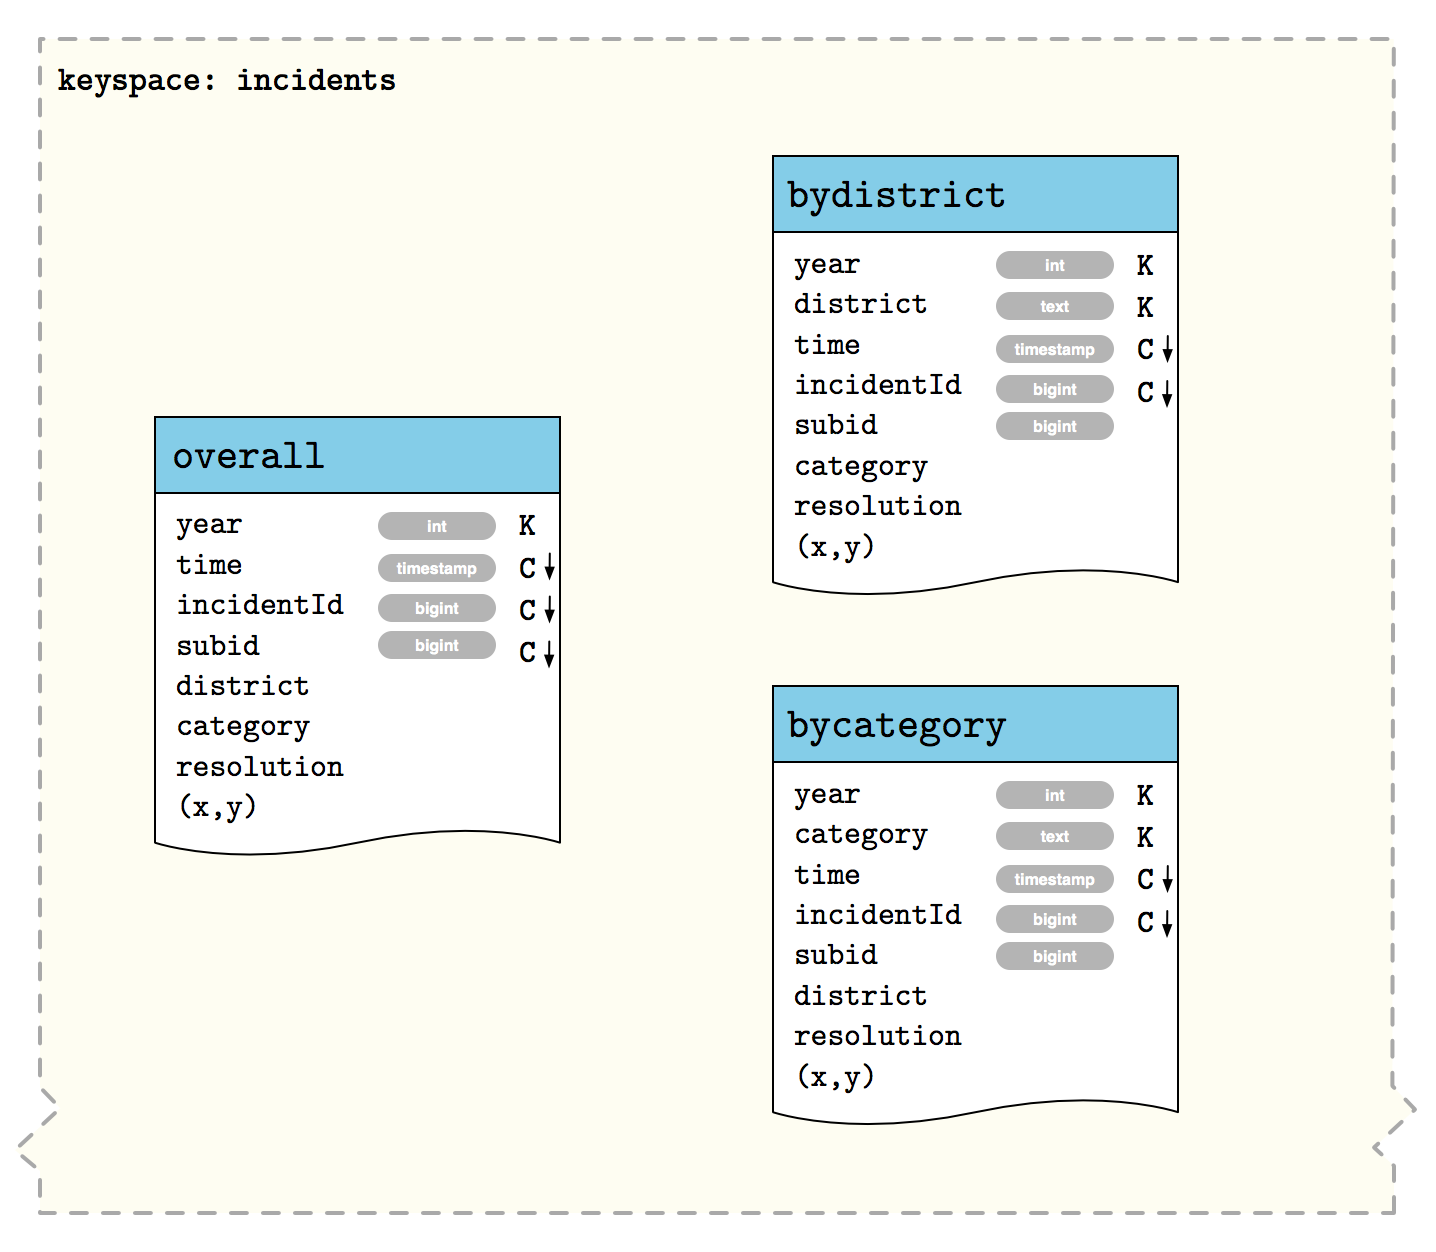 keyspace: incidents
overall
year int K
time timestamp C↓
incidentId bigint C↓
subid bigint C↓
district
category
resolution
(x,y)
bydistrict
year int K
district text K
time timestamp C↓
incidentId bigint C↓
subid bigint
category
resolution
(x,y)
bycategory
year int K
category text K
time timestamp C↓
incidentId bigint C↓
subid bigint
district
resolution
(x,y)